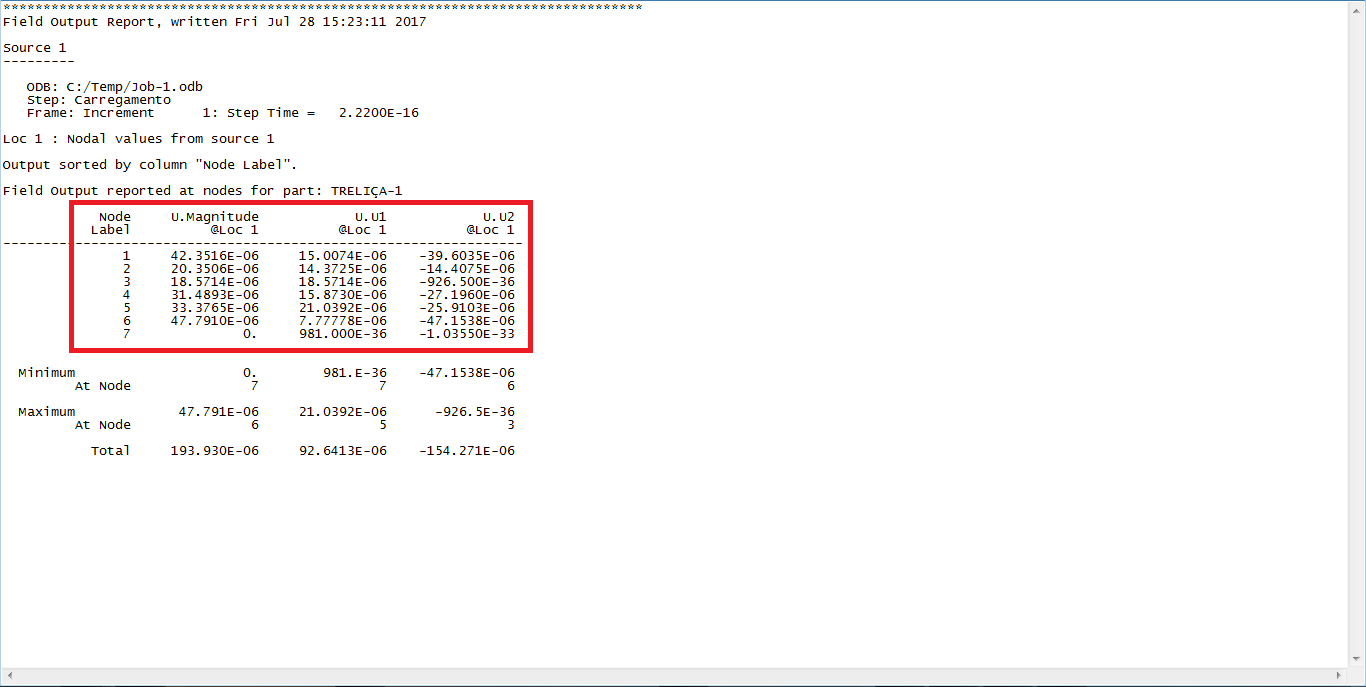 ********************************************************************************
Field Output Report, written Fri Jul 28 15:23:11 2017
Source 1
---------
ODB: C:/Temp/Job-1.odb
Step: Carregamento
Frame: Increment      1: Step Time =   2.2200E-16
Loc 1 : Nodal values from source 1
Output sorted by column "Node Label".
Field Output reported at nodes for part: TRELIÇA-1
Node     U.Magnitude            U.U1            U.U2
Label          @Loc 1          @Loc 1          @Loc 1
-----------------------------------------------------------------
1     42.3516E-06     15.0074E-06    -39.6035E-06
2     20.3506E-06     14.3725E-06    -14.4075E-06
3     18.5714E-06     18.5714E-06    -926.500E-36
4     31.4893E-06     15.8730E-06    -27.1960E-06
5     33.3765E-06     21.0392E-06    -25.9103E-06
6     47.7910E-06     7.77778E-06    -47.1538E-06
7              0.     981.000E-36    -1.03550E-33
Minimum                     0.        981.E-36    -47.1538E-06
At Node               7               7               6
Maximum             47.791E-06     21.0392E-06      -926.5E-36
At Node               6               5               3
Total     193.930E-06     92.6413E-06    -154.271E-06